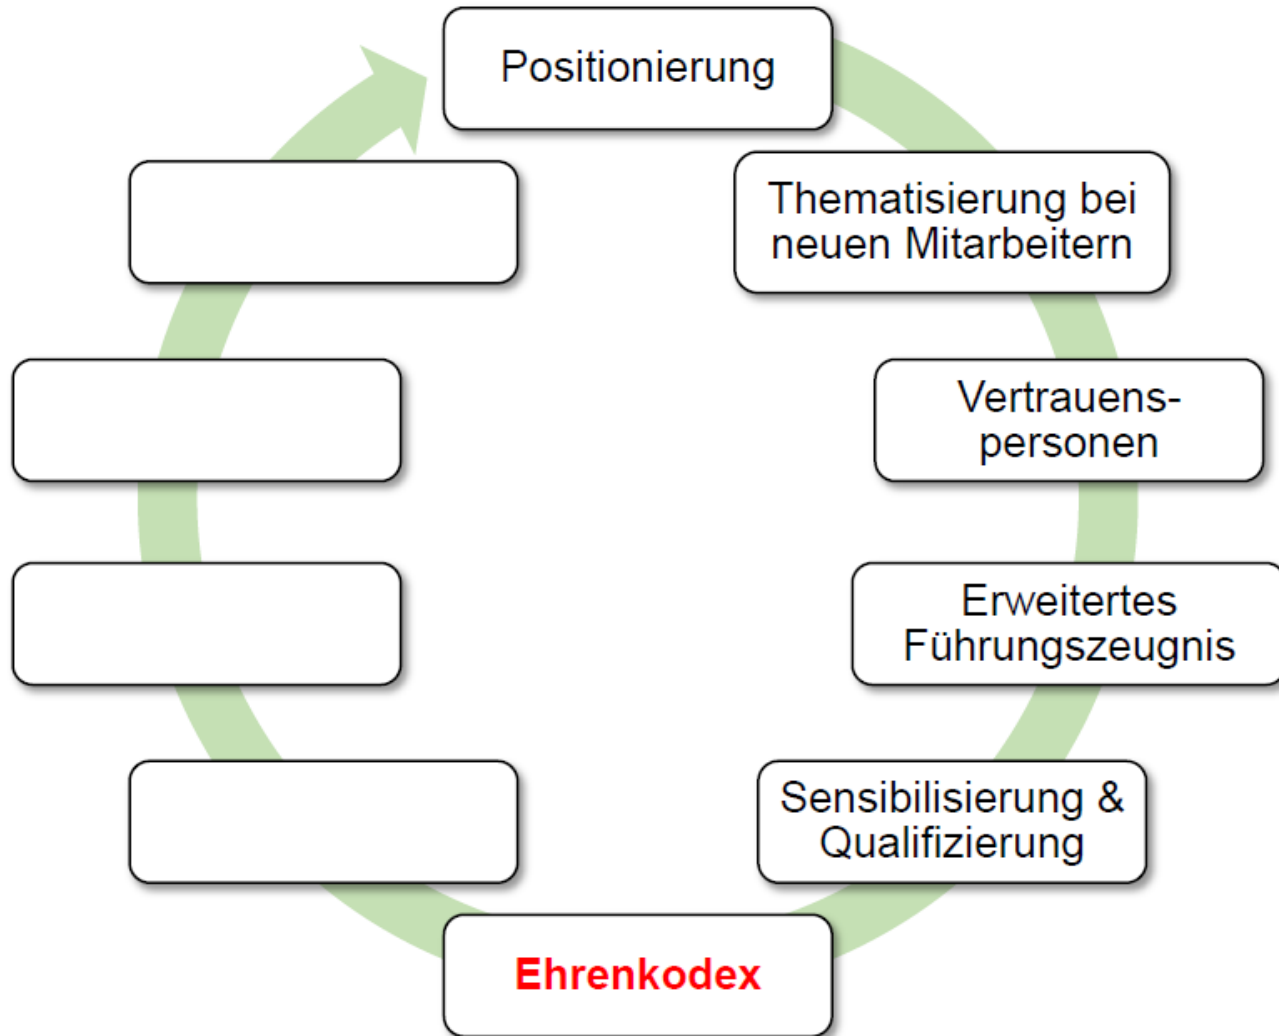 Positionierung
Thematisierung bei
neuen Mitarbeitern
Vertrauens-
personen
Erweitertes
Führungszeugnis
Sensibilisierung &
Qualifizierung
Ehrenkodex